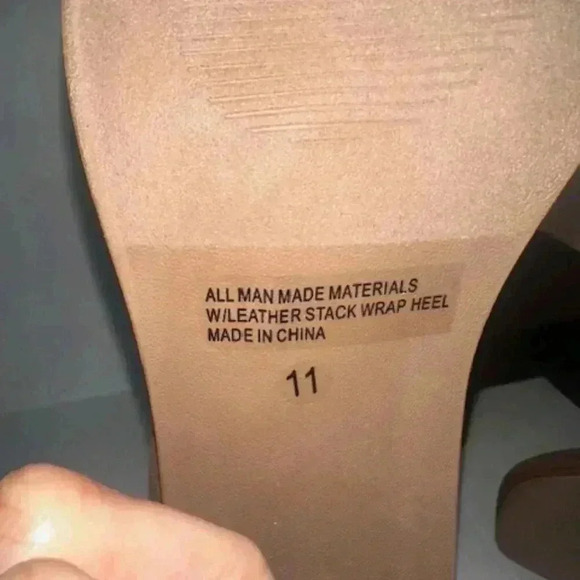 ALL MAN MADE MATERIALS
W/LEATHER STACK WRAP HEEL
MADE IN CHINA
11